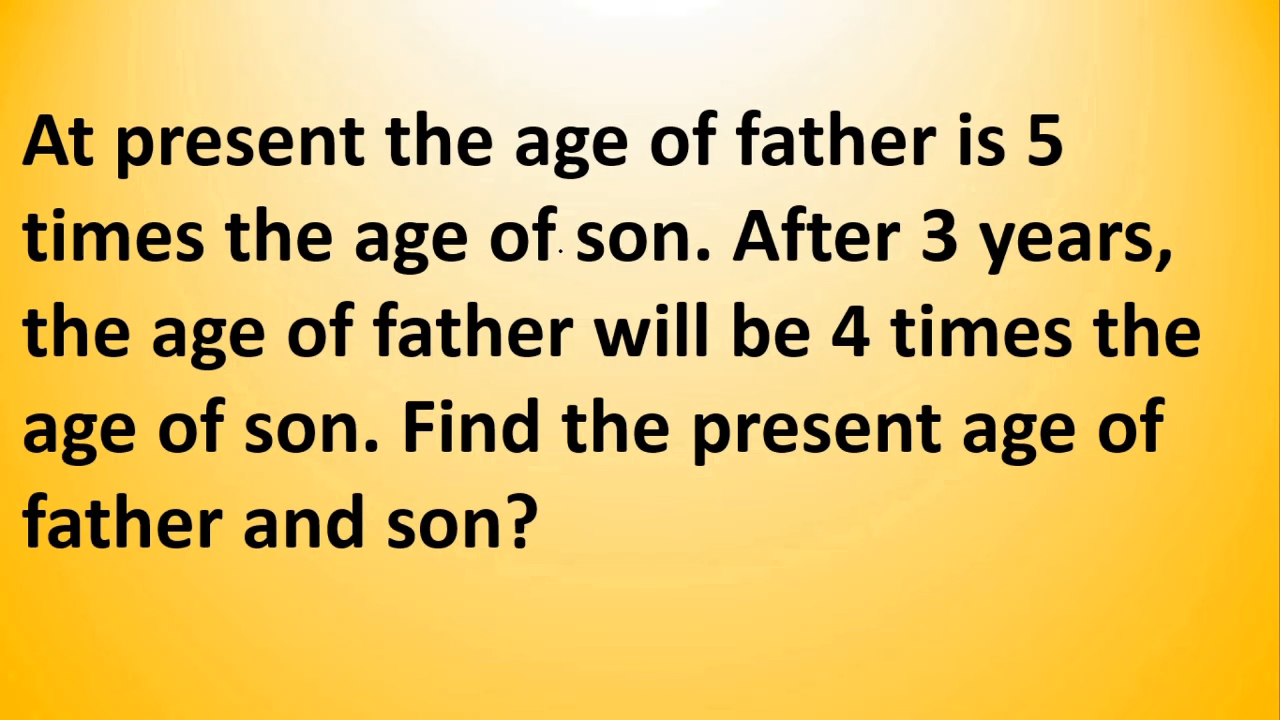 At present the age of father is 5
times the age of son. After 3 years,
the age of father will be 4 times the
age of son. Find the present age of
father and son?